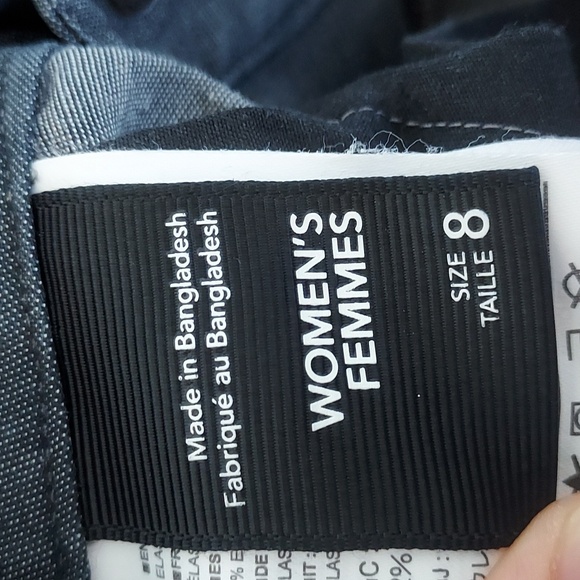 Made in Bangladesh
Fabriqué au Bangladesh
WOMEN'S
FEMMES
SIZE 8
TAILLE